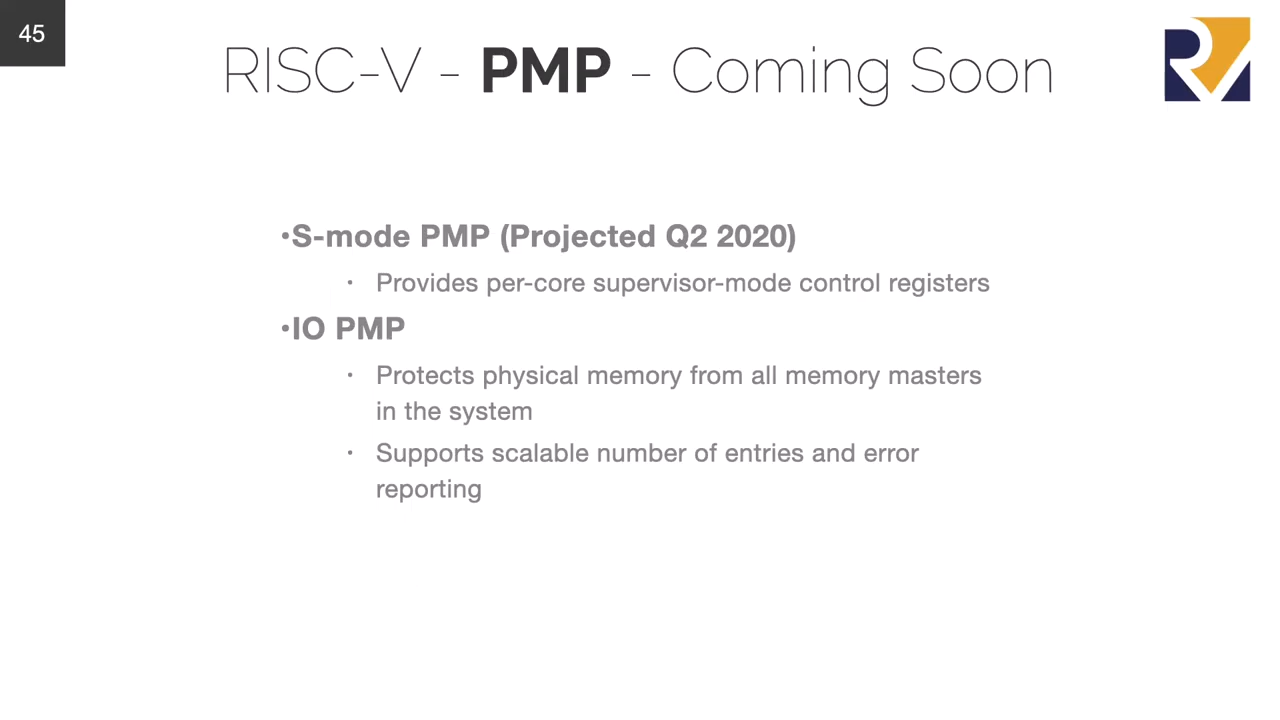 45
RISC-V - PMP - Coming Soon
•S-mode PMP (Projected Q2 2020)
• Provides per-core supervisor-mode control registers
•IO PMP
• Protects physical memory from all memory masters
in the system
• Supports scalable number of entries and error
reporting